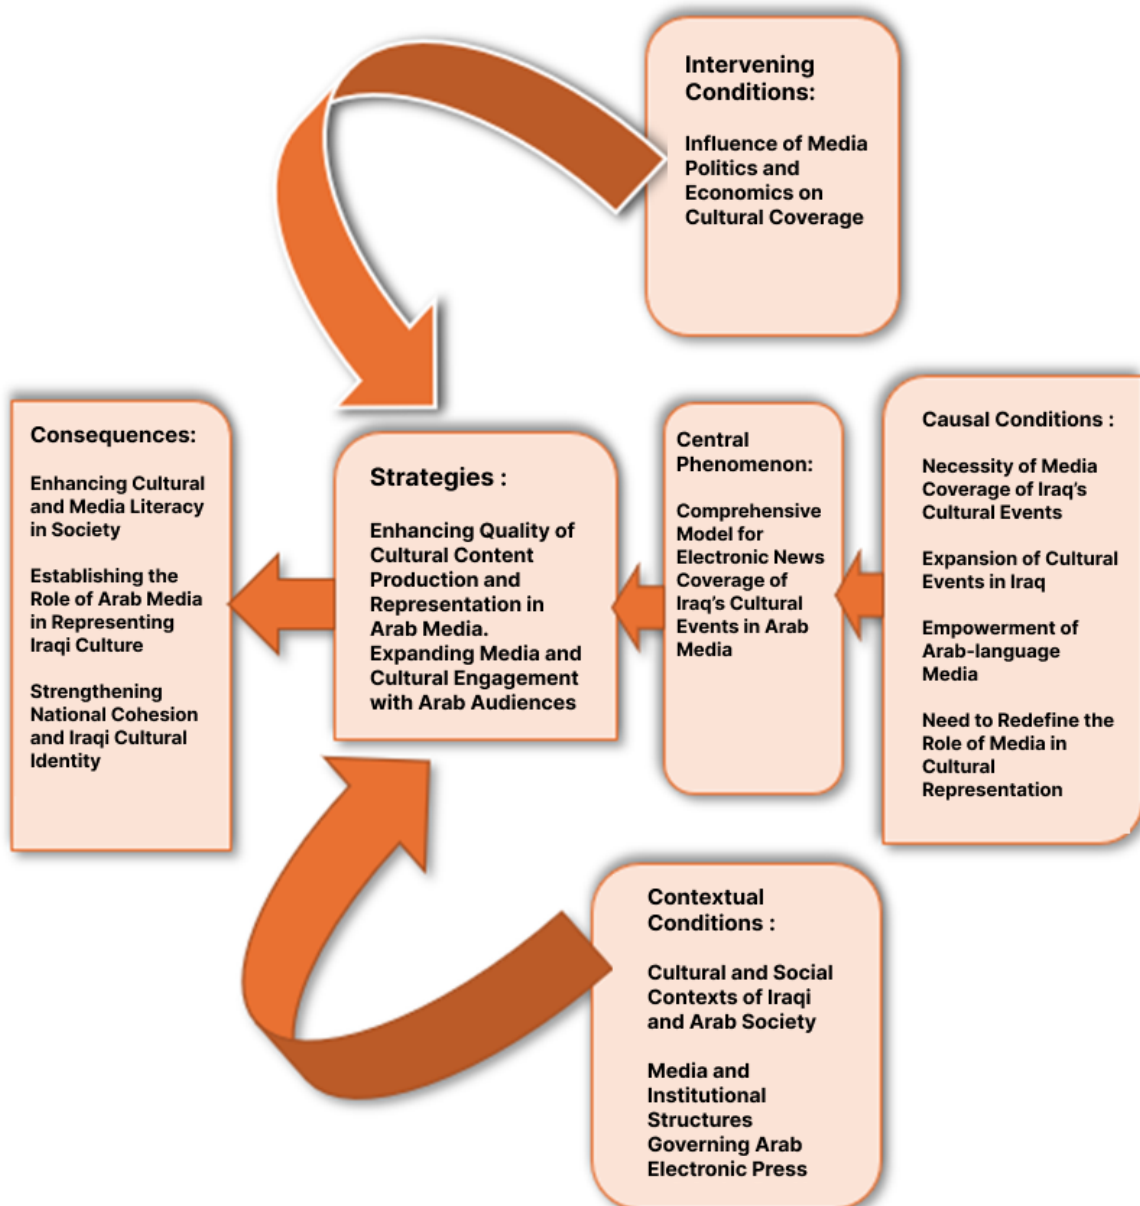 Intervening
Conditions:
Influence of Media
Politics and
Economics on
Cultural Coverage
Consequences:
Enhancing Cultural
and Media Literacy
in Society
Establishing the
Role of Arab Media
in Representing
Iraqi Culture
Strengthening
National Cohesion
and Iraqi Cultural
Identity
Strategies :
Enhancing Quality of
Cultural Content
Production and
Representation in
Arab Media.
Expanding Media and
Cultural Engagement
with Arab Audiences
Central
Phenomenon:
Comprehensive
Model for
Electronic News
Coverage of
Iraq’s Cultural
Events in Arab
Media
Causal Conditions :
Necessity of Media
Coverage of Iraq’s
Cultural Events
Expansion of Cultural
Events in Iraq
Empowerment of
Arab-language
Media
Need to Redefine the
Role of Media in
Cultural
Representation
Contextual
Conditions :
Cultural and Social
Contexts of Iraqi
and Arab Society
Media and
Institutional
Structures
Governing Arab
Electronic Press